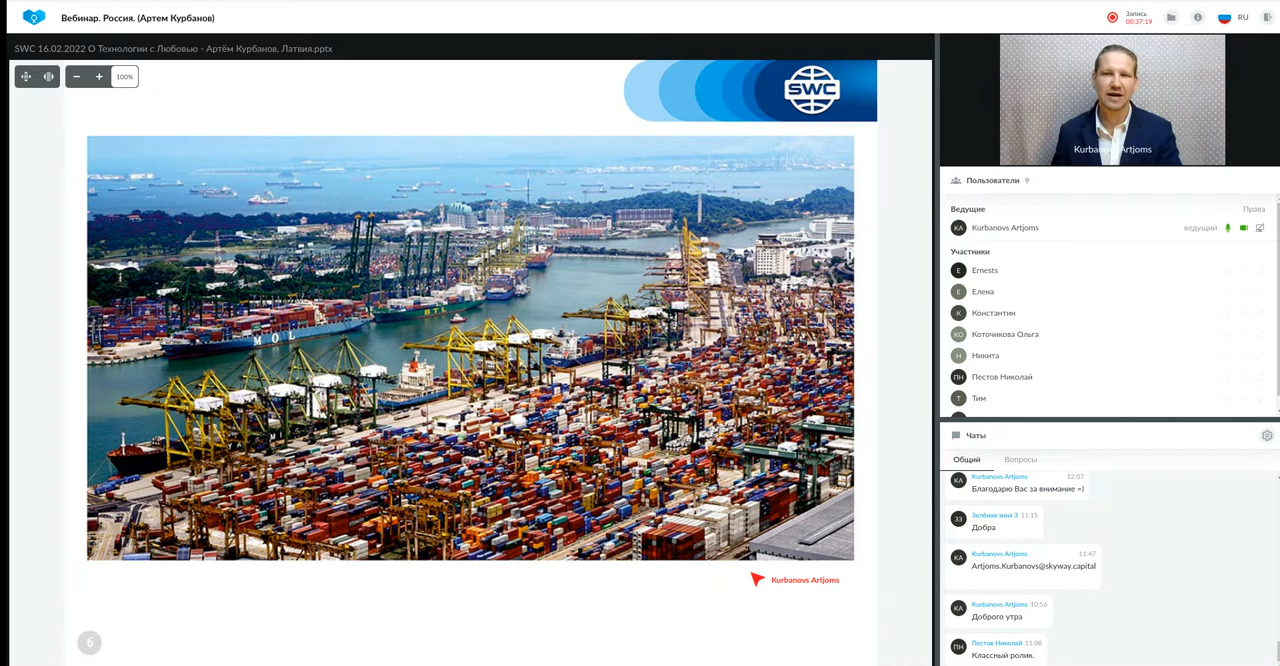 Вебинар. Россия. (Артем Курбанов)
Запись
00:37:19
RU
SWC 16.02.2022 О Технологии с Любовью - Артём Курбанов, Латвия.pptx
100%
SWC
MOL
Kurbanovs Artjoms
6
Kurbanovs Artjoms
Пользователи 9
Ведущие Права
KA Kurbanovs Artjoms ведущий
Участники
E Ernests
Е Елена
К Константин
КО Коточикова Ольга
Н Никита
ПН Пестов Николай
Т Тим
Чаты
Общий Вопросы
KA Kurbanovs Artjoms 12:07
Благодарю Вас за внимание =)
ЗЗ Зелёная зина З 11:15
Добра
KA Kurbanovs Artjoms 11:47
Artjoms.Kurbanovs@skyway.capital
KA Kurbanovs Artjoms 10:56
Доброго утра
ПН Пестов Николай 11:08
Классный ролик.